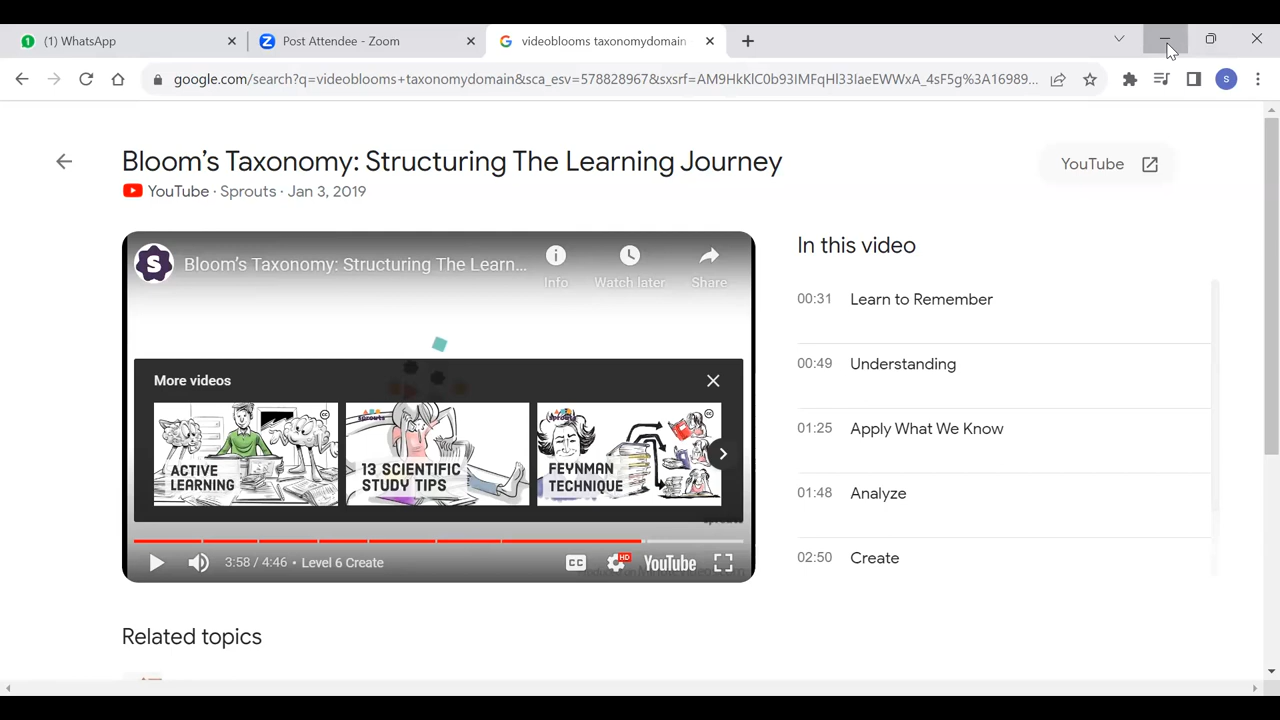 (1) WhatsApp
Post Attendee - Zoom
videoblooms taxonomydomain
google.com/search?q=videoblooms+taxonomydomain&sca_esv=578828967&sxsrf=AM9HkKlC0b93IMFqHl33IaeEWWxA_4sF5g%3A16989...
S
Bloom's Taxonomy: Structuring The Learning Journey
YouTube · Sprouts · Jan 3, 2019
YouTube
S
Bloom's Taxonomy: Structuring The Learn...
Info
Watch later
Share
More videos
ACTIVE
LEARNING
sprouts
13 SCIENTIFIC
STUDY TIPS
FEYNMAN
TECHNIQUE
3:58 / 4:46 · Level 6 Create
CC
HD
YouTube
In this video
00:31 Learn to Remember
00:49 Understanding
01:25 Apply What We Know
01:48 Analyze
02:50 Create
Related topics